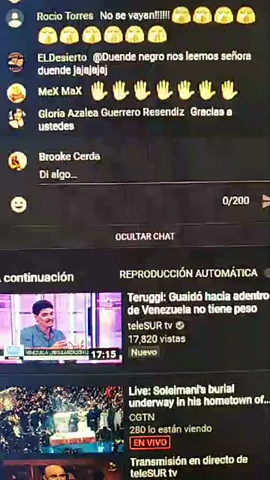 Rocio Torres No se vayan!!!!!!
ELDesierto @Duende negro nos leemos señora
duende jajajajaj
MeX MaX
Gloria Azalea Guerrero Resendiz Gracias a
ustedes
Brooke Cerda
Di algo...
0/200
OCULTAR CHAT
continuación
REPRODUCCIÓN AUTOMÁTICA
Teruggi: Guaidó hacia adentro
de Venezuela no tiene peso
teleSUR tv
17,820 vistas
Nuevo
17:15
Live: Soleimani's burial
underway in his hometown of...
CGTN
280 lo están viendo
EN VIVO
Transmisión en directo de
teleSUR tv